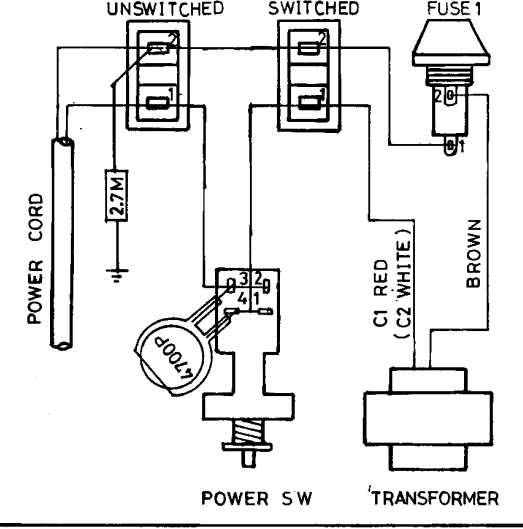 UNSWITCHED
SWITCHED
FUSE 1
2
2
2
1
1
1
2.7M
POWER CORD
C1 RED
(C2 WHITE)
BROWN
3 2
4 1
4700P
POWER SW
TRANSFORMER